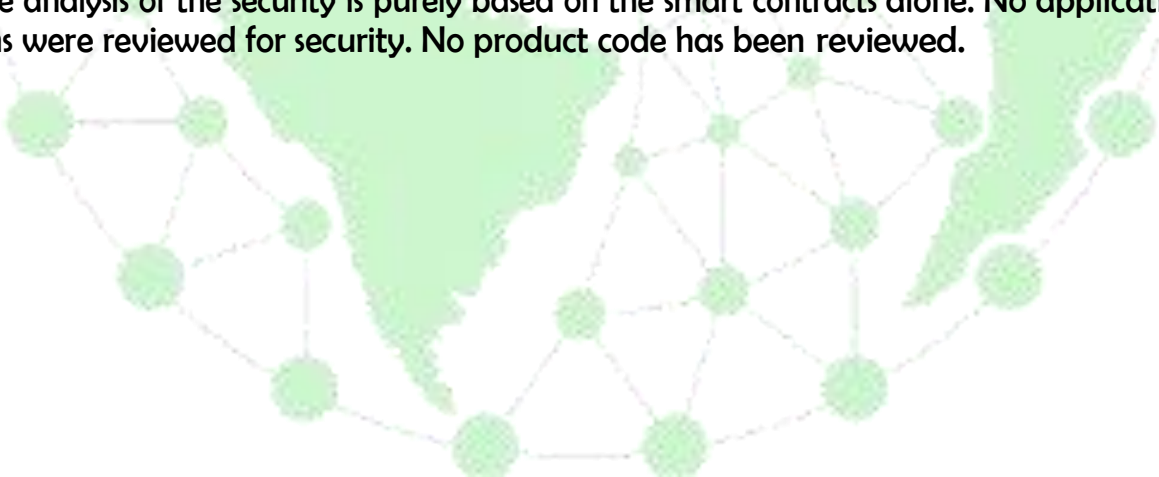 analysis of the security is purely based on the smart contracts alone. No
were reviewed for security. No product code has been reviewed.